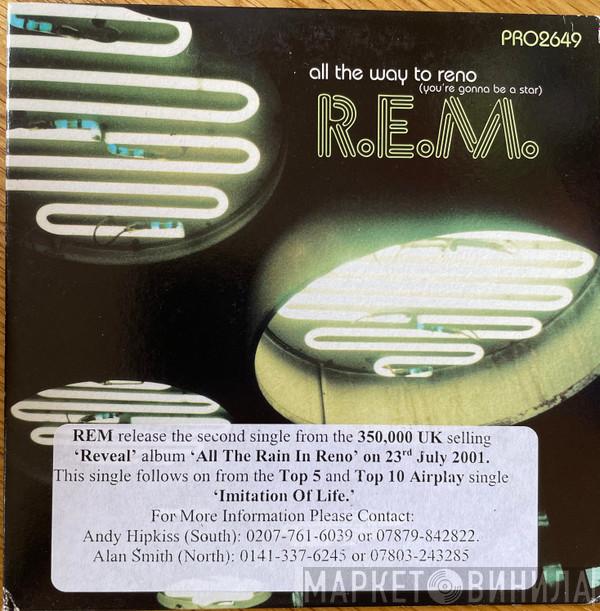 PRO2649
all the way to reno
(you're gonna be a star)
R.E.M.
REM release the second single from the 350,000 UK selling
‘Reveal’ album ‘All The Rain In Reno’ on 23rd July 2001.
This single follows on from the Top 5 and Top 10 Airplay single
‘Imitation Of Life.’
For More Information Please Contact:
Andy Hipkiss (South): 0207-761-6039 or 07879-842822.
Alan Smith (North): 0141-337-6245 or 07803-243285
МАРКЕТ ВИНИЛА